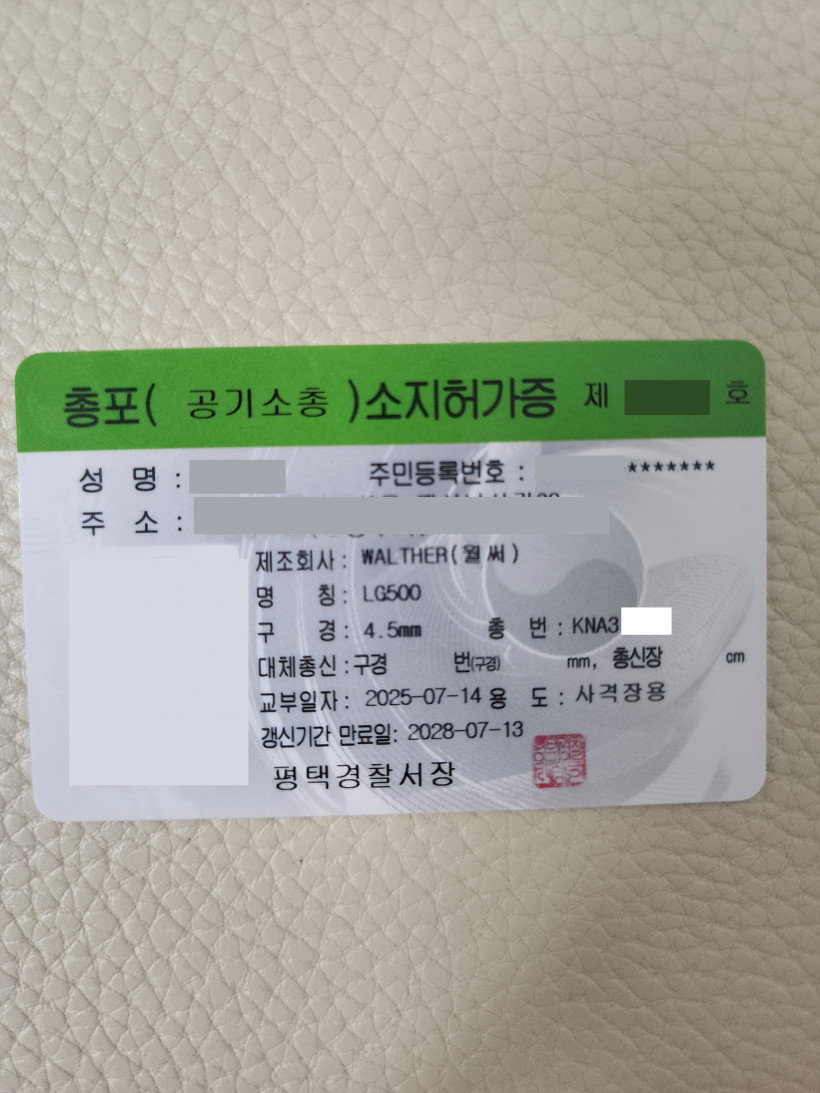 총포( 공기소총 )소지허가증 제 호
성 명 :
주민등록번호 : *******
주 소 :
제조회사 : WALTHER(월써)
명 칭 : LG500
구 경 : 4.5mm 총 번 : KNA3
대체총신 : 구경 번(구경) mm, 총신장 cm
교부일자 : 2025-07-14 용 도 : 사격장용
갱신기간 만료일: 2028-07-13
평택경찰서장